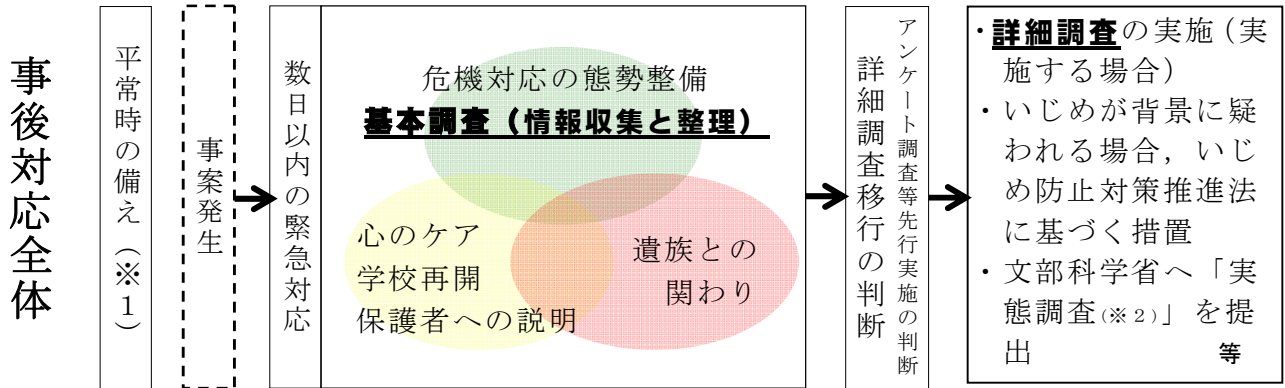 事後対応全体
平常時の備え（※１）
事案発生
数日以内の緊急対応
危機対応の態勢整備
基本調査（情報収集と整理）
心のケア
学校再開
保護者への説明
遺族との
関わり
詳細調査移行の判断
アンケート調査等先行実施の判断
・詳細調査の実施（実
施する場合）
・いじめが背景に疑
われる場合，いじ
め防止対策推進法
に基づく措置
・文部科学省へ「実
態調査(※２)」を提
出　等